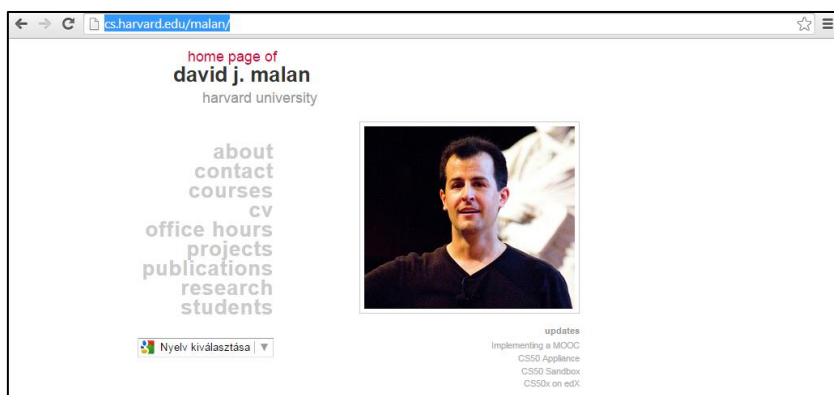 cs.harvard.edu/malan/
home page of
david j. malan
harvard university
about
contact
courses
cv
office hours
projects
publications
research
students
Nyelv kiválasztása
updates
Implementing a MOOC
CS50 Appliance
CS50 Sandbox
CS50x on edX